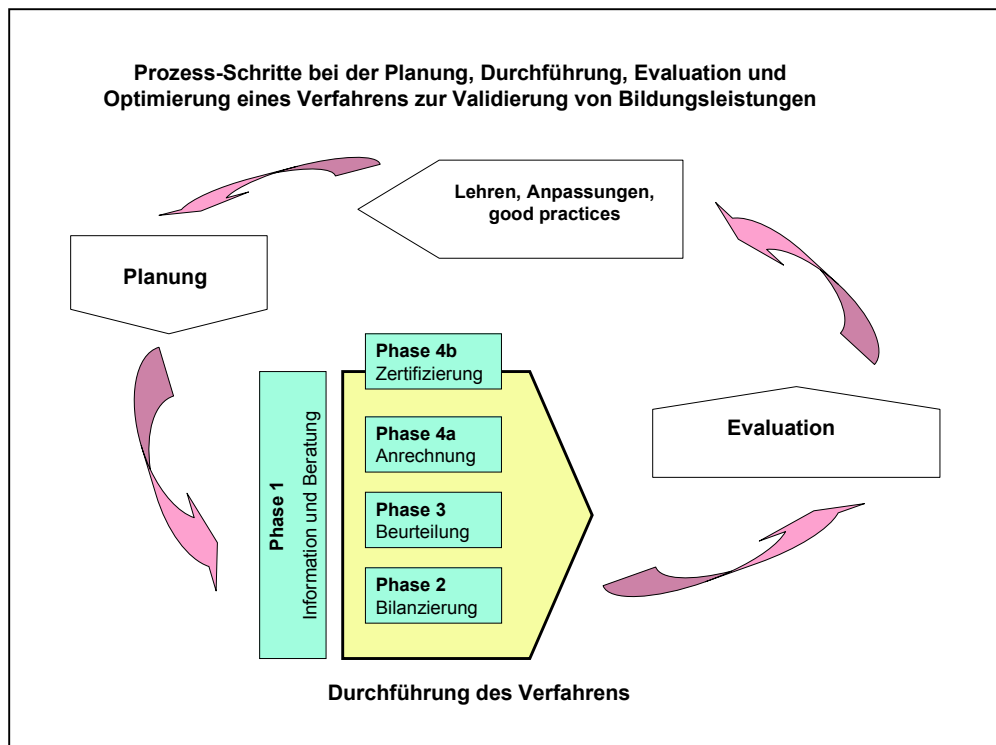 Prozess-Schritte bei der Planung, Durchführung, Evaluation und
Optimierung eines Verfahrens zur Validierung von Bildungsleistungen
Lehren, Anpassungen,
good practices
Planung
Phase 1
Information und Beratung
Phase 4b
Zertifizierung
Phase 4a
Anrechnung
Phase 3
Beurteilung
Phase 2
Bilanzierung
Evaluation
Durchführung des Verfahrens